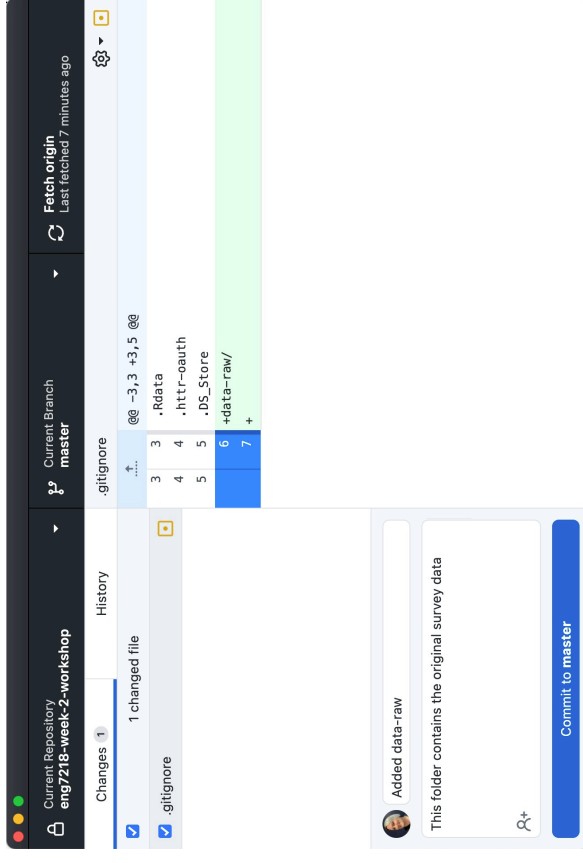 Current Repository
eng7218-week-2-workshop
Current Branch
master
Fetch origin
Last fetched 7 minutes ago
Changes 1
History
1 changed file
.gitignore
Added data-raw
This folder contains the original survey data
Commit to master
.gitignore
@@ -3,3 +3,5 @@
3 3 .Rdata
4 4 .httr-oauth
5 5 .DS_Store
6 +data-raw/
7 +